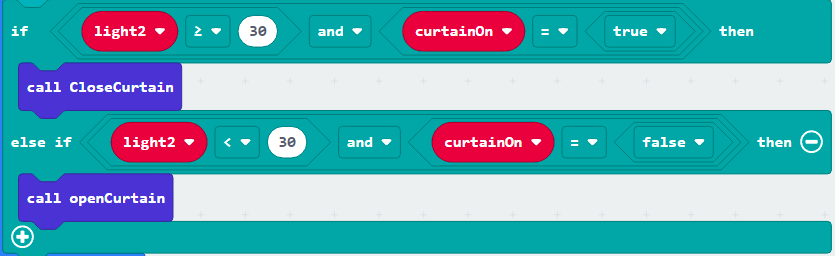 if light2 ≥ 30 and curtainOn = true then
call CloseCurtain
else if light2 < 30 and curtainOn = false then
call openCurtain